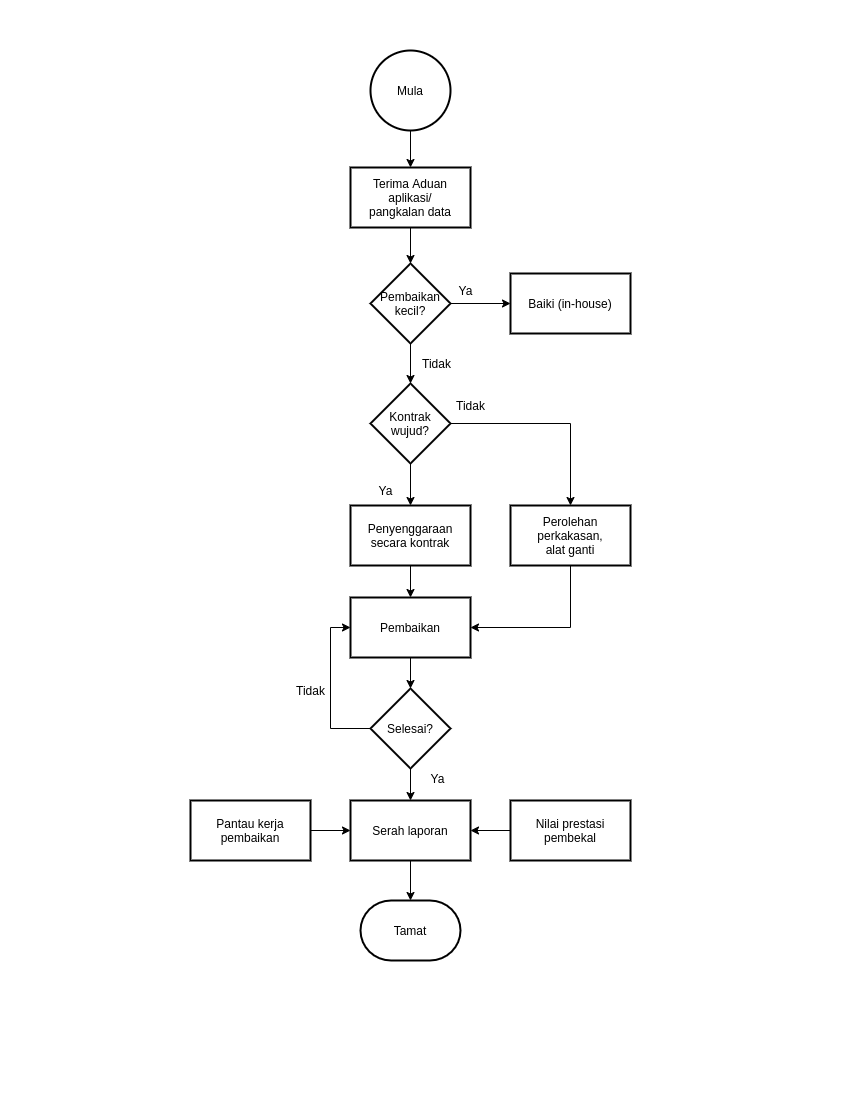 Mula
Terima Aduan
aplikasi/
pangkalan data
Pembaikan
kecil?
Ya
Baiki (in-house)
Tidak
Kontrak
wujud?
Tidak
Ya
Penyenggaraan
secara kontrak
Perolehan
perkakasan,
alat ganti
Pembaikan
Tidak
Selesai?
Ya
Pantau kerja
pembaikan
Serah laporan
Nilai prestasi
pembekal
Tamat